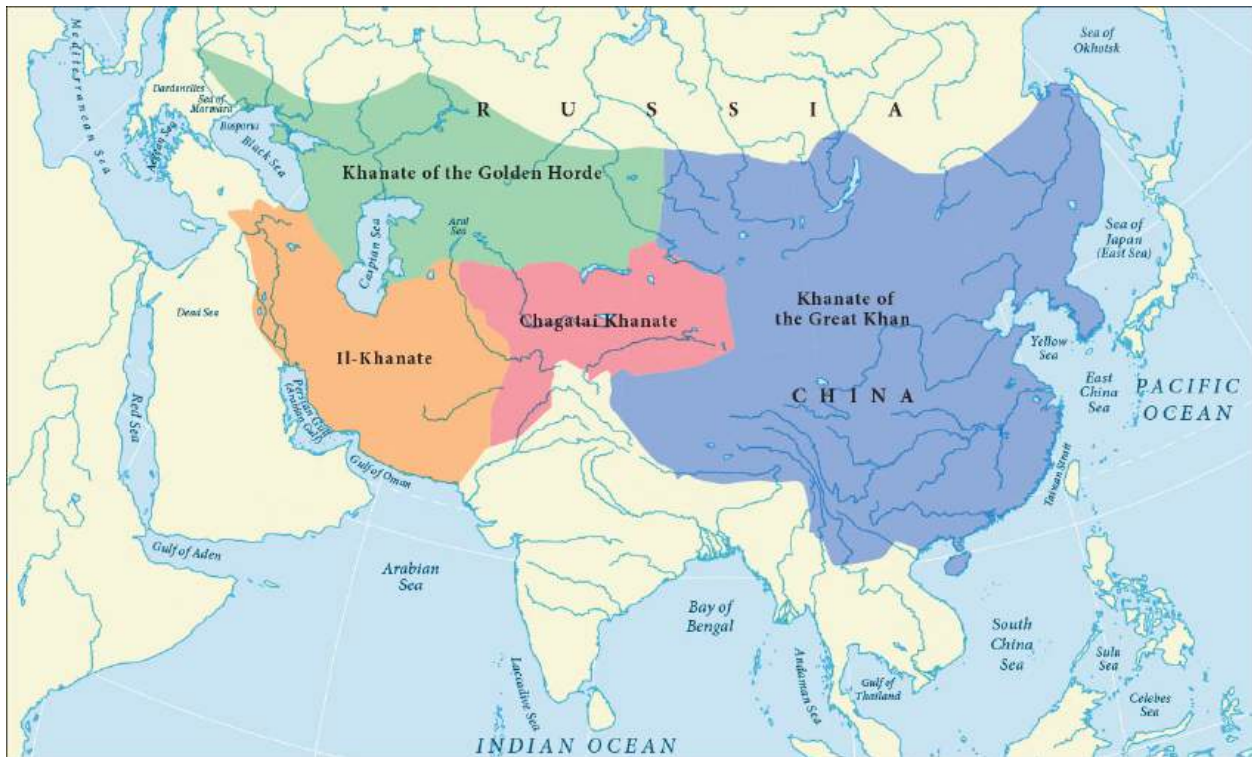 Mediterranean Sea
Sea of
Okhotsk
Dardanelles
Sea of
Marmara
Bosporus
Aegean Sea
Black Sea
R U S S I A
Khanate of the Golden Horde
Caspian Sea
Aral
Sea
Sea of
Japan
(East Sea)
Dead Sea
Chagatai Khanate
Khanate of
the Great Khan
Il-Khanate
Yellow
Sea
East
China
Sea
PACIFIC
OCEAN
C H I N A
Red Sea
Persian Gulf
(Arabian Gulf)
Gulf of Oman
Taiwan Strait
Gulf of Aden
Arabian
Sea
Bay of
Bengal
South
China
Sea
Laccadive Sea
Andaman Sea
Gulf of
Thailand
Sulu
Sea
Celebes
Sea
INDIAN OCEAN